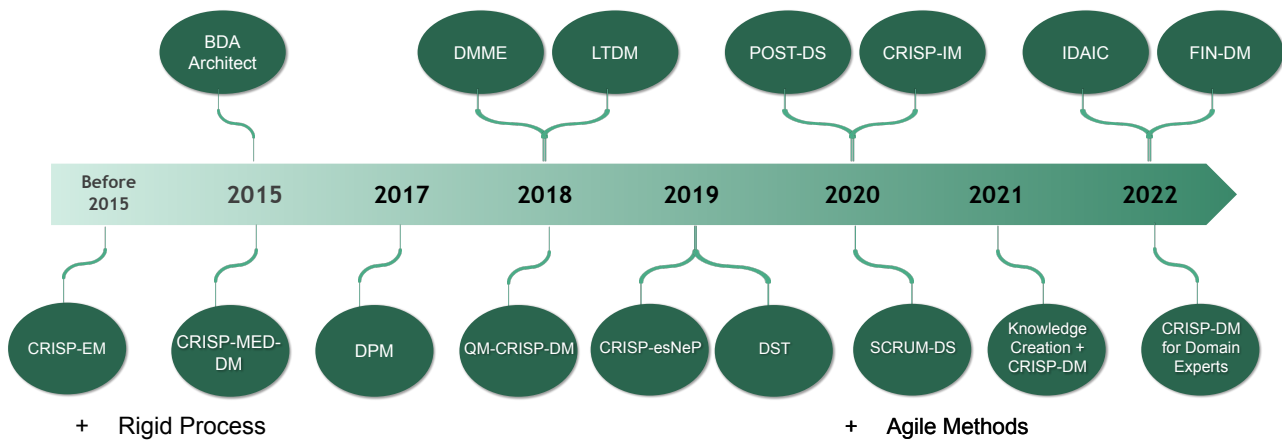 BDA
Architect
DMME
LTDM
POST-DS
CRISP-IM
IDAIC
FIN-DM
Before
2015
2015
2017
2018
2019
2020
2021
2022
CRISP-EM
CRISP-MED-
DM
DPM
QM-CRISP-DM
CRISP-esNeP
DST
SCRUM-DS
Knowledge
Creation +
CRISP-DM
CRISP-DM
for Domain
Experts
+ Rigid Process
+ Agile Methods